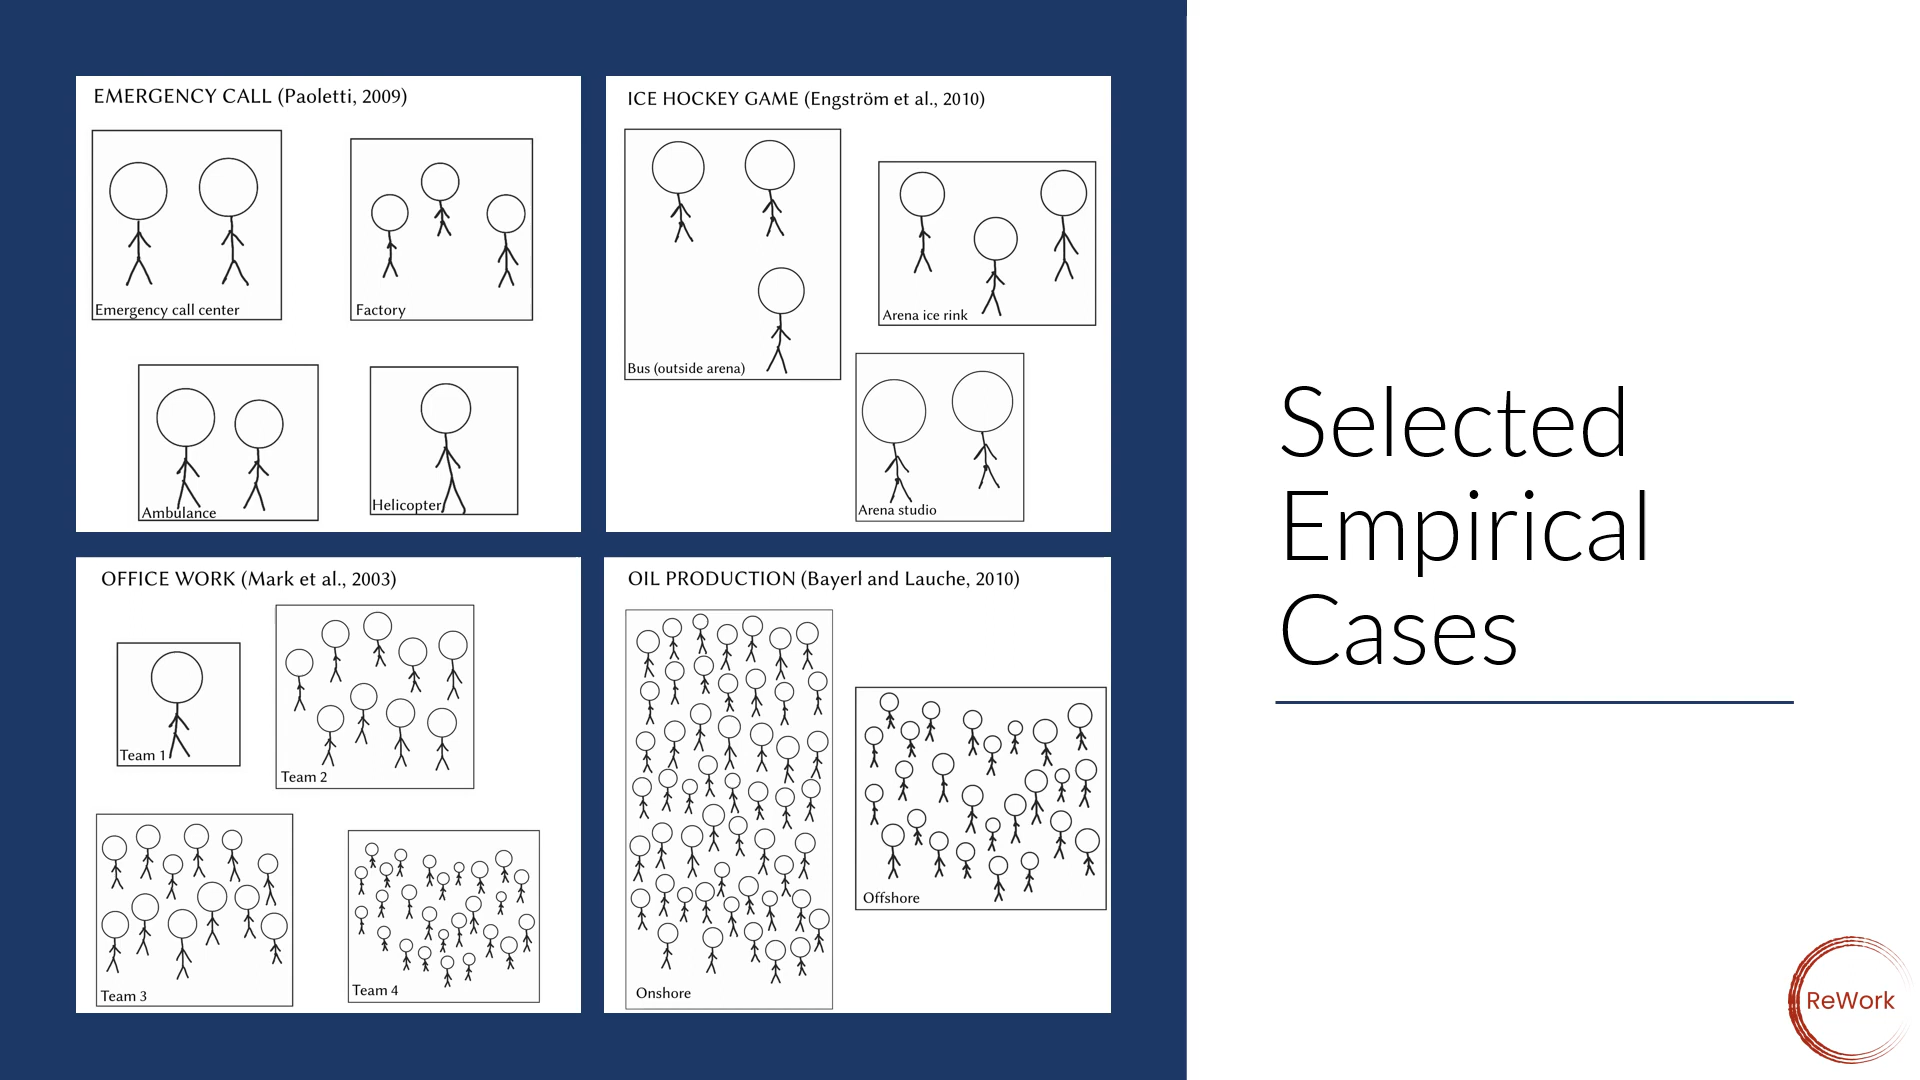 EMERGENCY CALL (Paoletti, 2009)
Emergency call center
Factory
Ambulance
Helicopter
ICE HOCKEY GAME (Engström et al., 2010)
Bus (outside arena)
Arena ice rink
Arena studio
OFFICE WORK (Mark et al., 2003)
Team 1
Team 2
Team 3
Team 4
OIL PRODUCTION (Bayerl and Lauche, 2010)
Onshore
Offshore
Selected
Empirical
Cases
ReWork